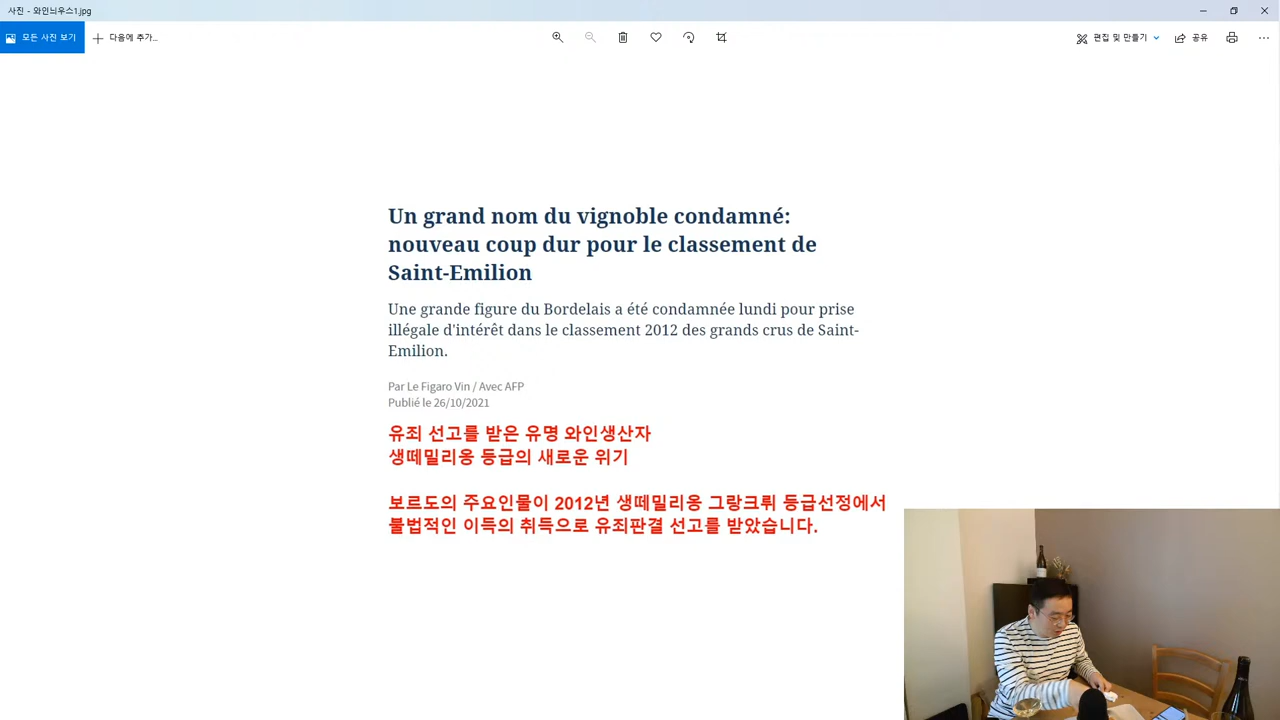 사진 - 와인늬우스1.jpg
모든 사진 보기
다음에 추가...
편집 및 만들기
공유
Un grand nom du vignoble condamné:
nouveau coup dur pour le classement de
Saint-Emilion
Une grande figure du Bordelais a été condamnée lundi pour prise
illégale d'intérêt dans le classement 2012 des grands crus de Saint-
Emilion.
Par Le Figaro Vin / Avec AFP
Publié le 26/10/2021
유죄 선고를 받은 유명 와인생산자
생떼밀리옹 등급의 새로운 위기
보르도의 주요인물이 2012년 생떼밀리옹 그랑크뤼 등급선정에서
불법적인 이득의 취득으로 유죄판결 선고를 받았습니다.